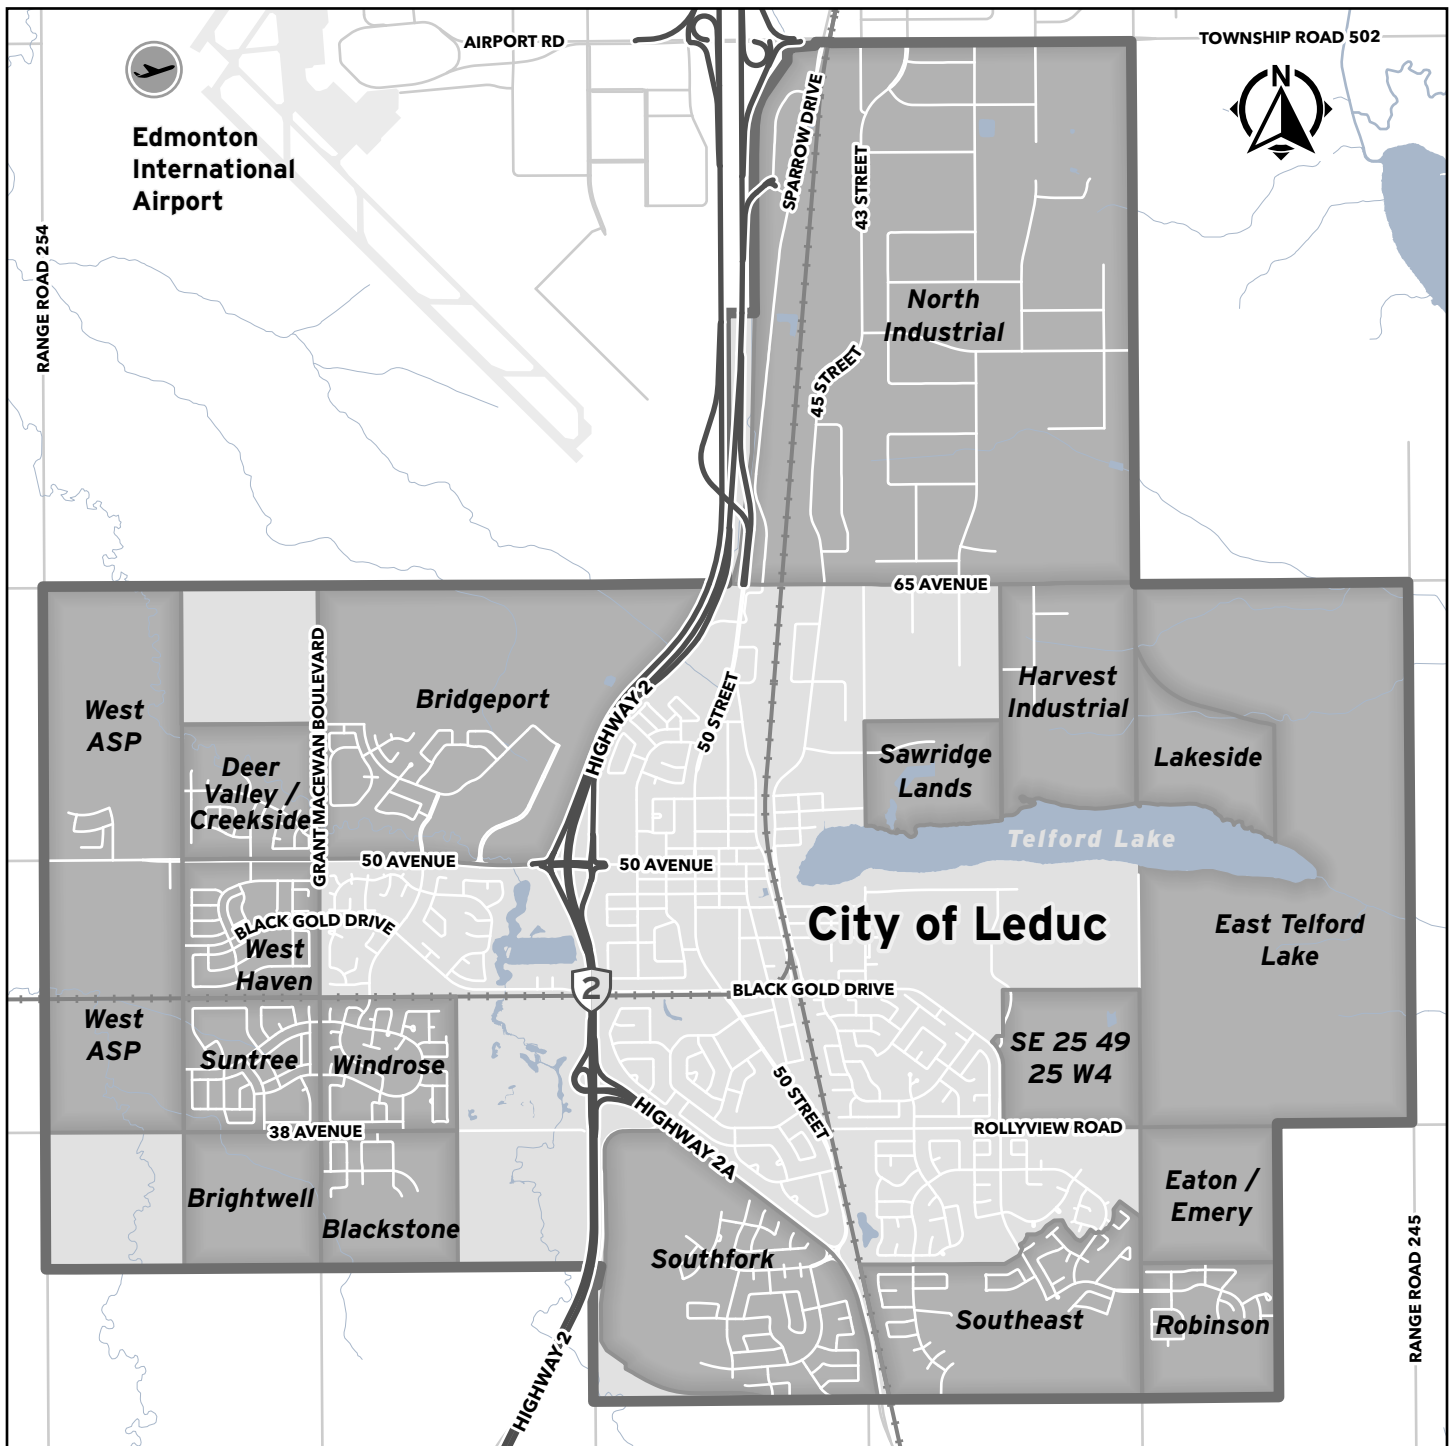 AIRPORT RD
TOWNSHIP ROAD 502
N
Edmonton
International
Airport
SPARROW DRIVE
43 STREET
RANGE ROAD 254
North
Industrial
45 STREET
65 AVENUE
West
ASP
GRANT MACEWAN BOULEVARD
Bridgeport
HIGHWAY 2
50 STREET
Harvest
Industrial
Sawridge
Lands
Lakeside
Deer
Valley /
Creekside
Telford Lake
50 AVENUE
50 AVENUE
BLACK GOLD DRIVE
West
Haven
City of Leduc
East Telford
Lake
2
BLACK GOLD DRIVE
West
ASP
Suntree
Windrose
SE 25 49
25 W4
50 STREET
38 AVENUE
HIGHWAY 2A
ROLLYVIEW ROAD
Brightwell
Blackstone
Eaton /
Emery
Southfork
Southeast
Robinson
RANGE ROAD 245
HIGHWAY 2